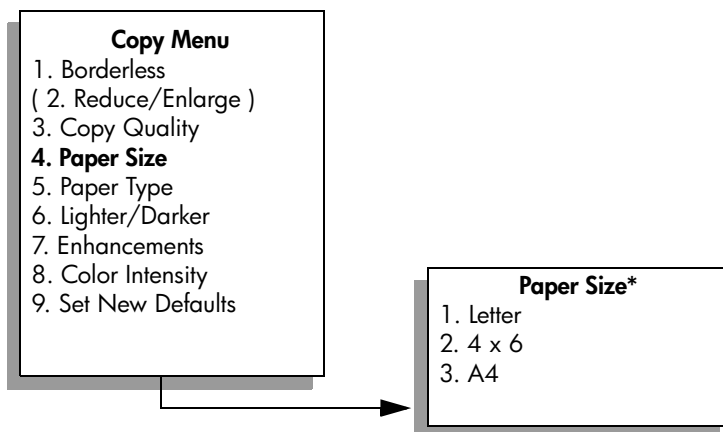 Copy Menu
1. Borderless
( 2. Reduce/Enlarge )
3. Copy Quality
4. Paper Size
5. Paper Type
6. Lighter/Darker
7. Enhancements
8. Color Intensity
9. Set New Defaults
Paper Size*
1. Letter
2. 4 x 6
3. A4